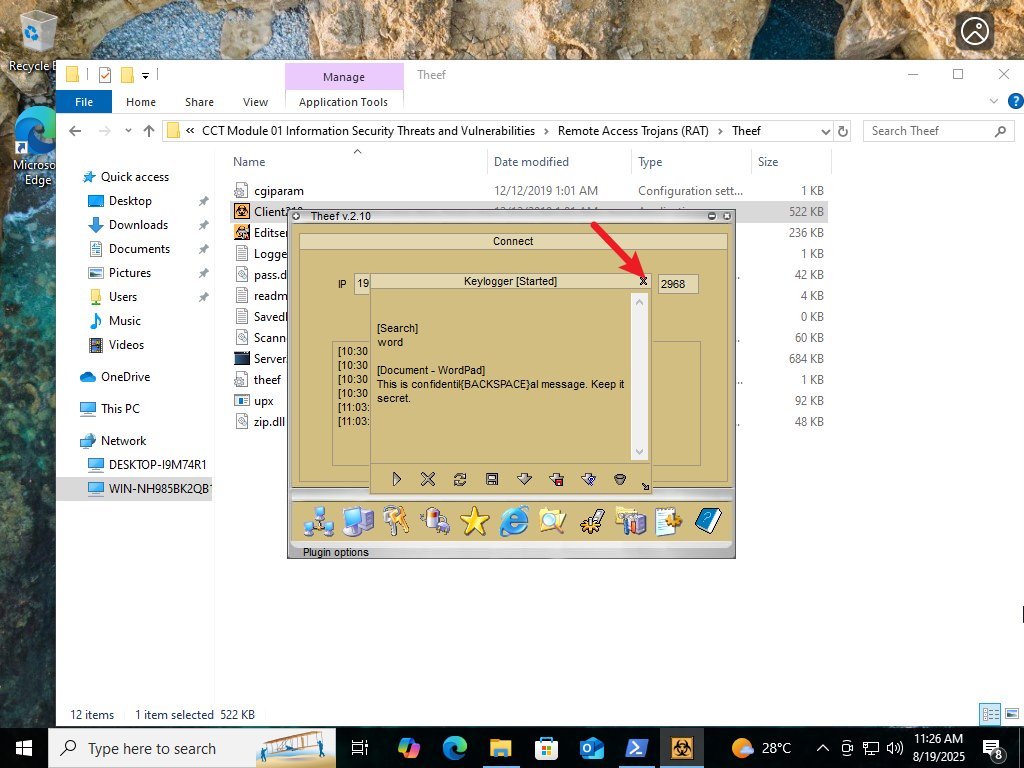 Recycle
Manage
Theef
File
Home
Share
View
Application Tools
« CCT Module 01 Information Security Threats and Vulnerabilities › Remote Access Trojans (RAT) › Theef
Search Theef
Name
Date modified
Type
Size
Microso
Edge
Quick access
Desktop
Downloads
Documents
Pictures
Users
Music
Videos
OneDrive
This PC
Network
DESKTOP-I9M74R1
WIN-NH985BK2QB
cgiparam
12/12/2019 1:01 AM
Configuration sett...
1 KB
Client210
522 KB
Editser
236 KB
Logge
1 KB
pass.d
42 KB
readm
4 KB
Saved
0 KB
Scann
60 KB
Server.
684 KB
theef
1 KB
upx
92 KB
zip.dll
48 KB
Theef v.2.10
Connect
IP
19
2968
Keylogger [Started]
[Search]
word
[Document - WordPad]
This is confidentil{BACKSPACE}al message. Keep it
secret.
[10:30
[10:30
[10:30
[10:30
[11:03:
[11:03:
Plugin options
12 items
1 item selected 522 KB
Type here to search
28°C
11:26 AM
8/19/2025
8